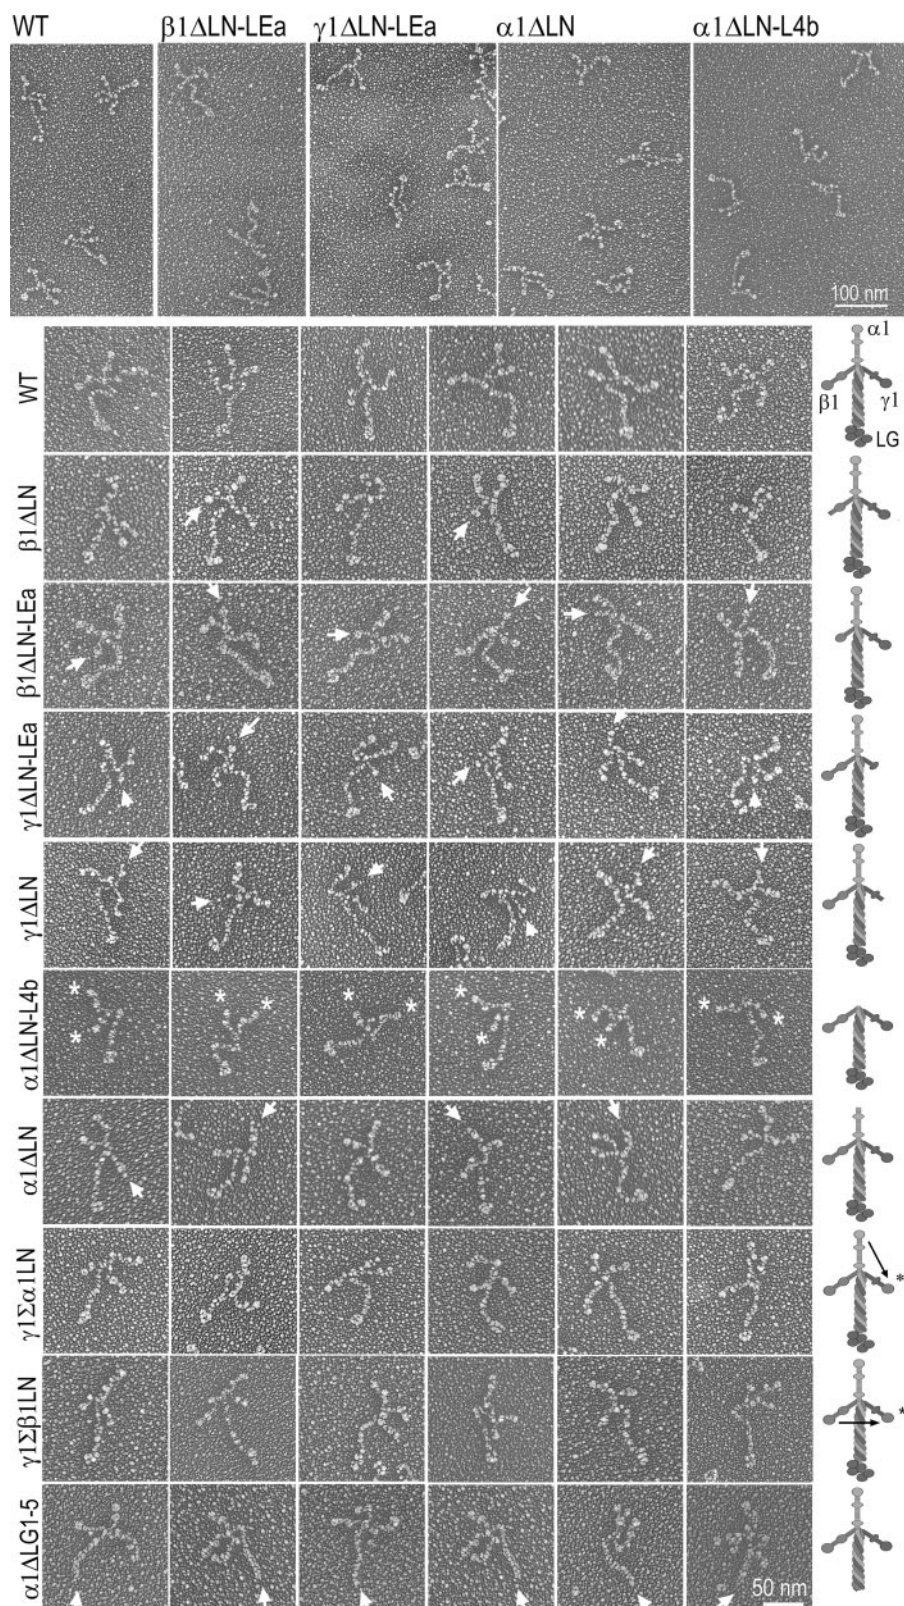 WT β1ΔLN-LEa γ1ΔLN-LEa α1ΔLN α1ΔLN-L4b
100 nm
WT
α1
β1 γ1
LG
β1ΔLN
β1ΔLN-LEa
γ1ΔLN-LEa
γ1ΔLN
α1ΔLN-L4b
* * * * * * * *
* * * *
α1ΔLN
γ1Σα1LN
*
γ1Σβ1LN
*
α1ΔLG1-5
50 nm